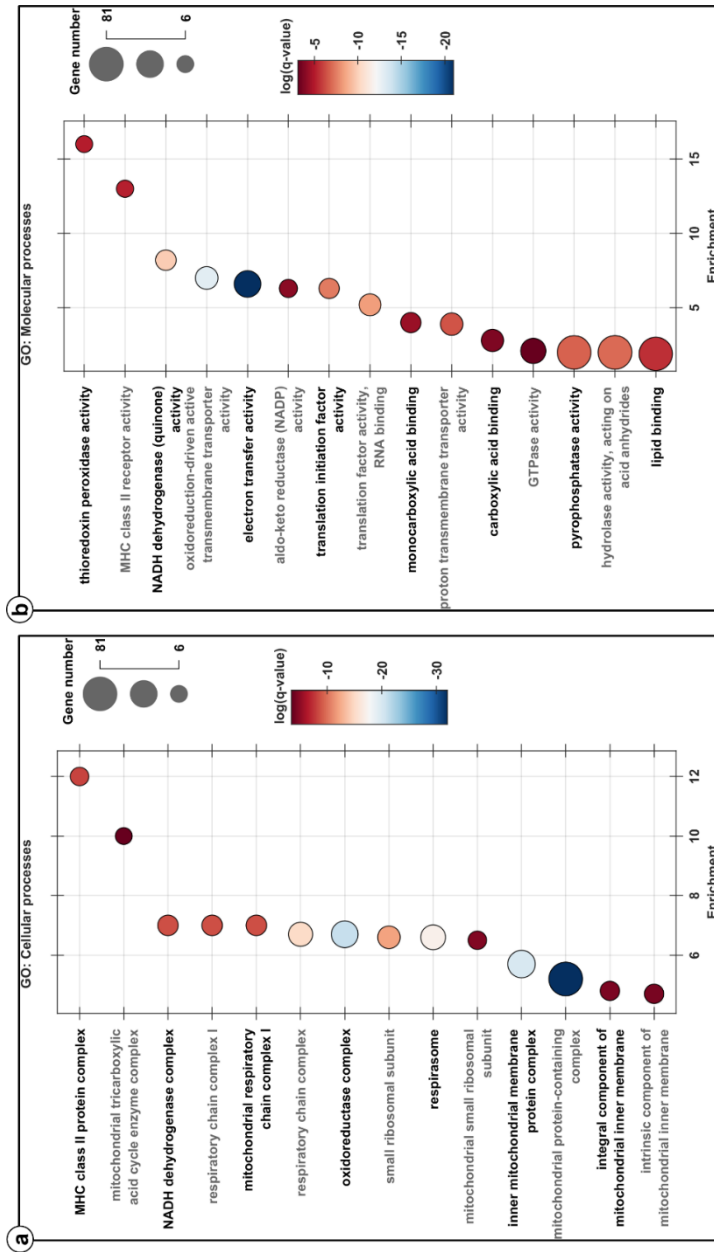 a
GO: Cellular processes
MHC class II protein complex
mitochondrial tricarboxylic
acid cycle enzyme complex
NADH dehydrogenase complex
respiratory chain complex I
mitochondrial respiratory
chain complex I
respiratory chain complex
oxidoreductase complex
small ribosomal subunit
respirasome
mitochondrial small ribosomal
subunit
inner mitochondrial membrane
protein complex
mitochondrial protein-containing
complex
integral component of
mitochondrial inner membrane
intrinsic component of
mitochondrial inner membrane
6
8
10
12
Enrichment
Gene number
81
6
log(q-value)
-10
-20
-30
b
GO: Molecular processes
thioredoxin peroxidase activity
MHC class II receptor activity
NADH dehydrogenase (quinone)
activity
oxidoreduction-driven active
transmembrane transporter
activity
electron transfer activity
aldo-keto reductase (NADP)
activity
translation initiation factor
activity
translation factor activity,
RNA binding
monocarboxylic acid binding
proton transmembrane transporter
activity
carboxylic acid binding
GTPase activity
pyrophosphatase activity
hydrolase activity, acting on
acid anhydrides
lipid binding
5
10
15
Enrichment
Gene number
81
6
log(q-value)
-5
-10
-15
-20